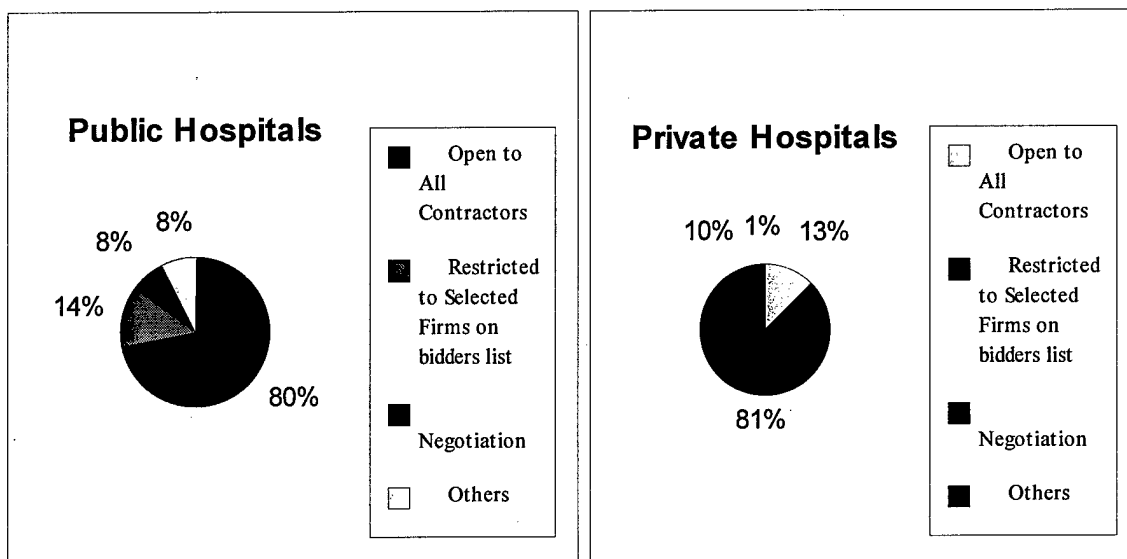 Public Hospitals
8%
8%
14%
80%
Open to
All
Contractors
Restricted
to Selected
Firms on
bidders list
Negotiation
Others
Private Hospitals
10% 1% 13%
81%
Open to
All
Contractors
Restricted
to Selected
Firms on
bidders list
Negotiation
Others